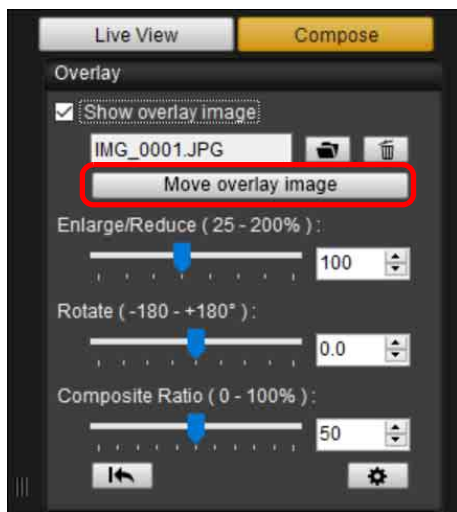 Live View Compose
Overlay
Show overlay image
IMG_0001.JPG
Move overlay image
Enlarge/Reduce ( 25 - 200% ) :
100
Rotate ( -180 - +180° ) :
0.0
Composite Ratio ( 0 - 100% ) :
50